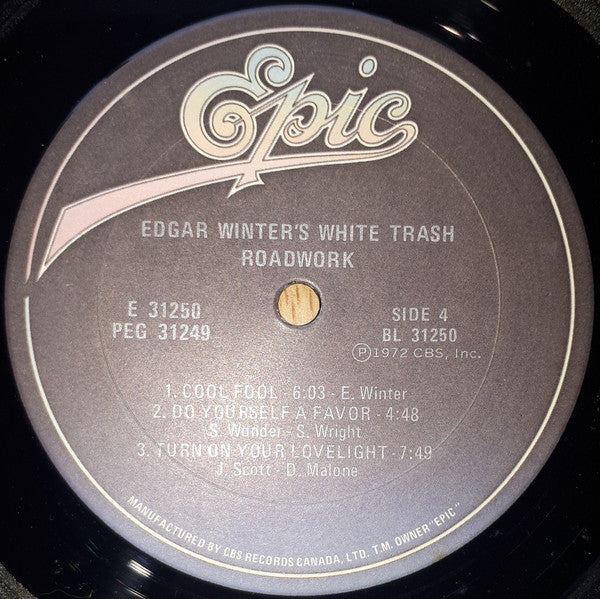 Epic
EDGAR WINTER'S WHITE TRASH
ROADWORK
E 31250
PEG 31249
SIDE 4
BL 31250
Ⓟ1972 CBS, Inc.
1. COOL FOOL - 6:03 - E. Winter
2. DO YOURSELF A FAVOR - 4:48
S. Wonder - S. Wright
3. TURN ON YOUR LOVELIGHT - 7:49
J. Scott - D. Malone
MANUFACTURED BY CBS RECORDS CANADA, LTD. T.M. OWNER "EPIC"